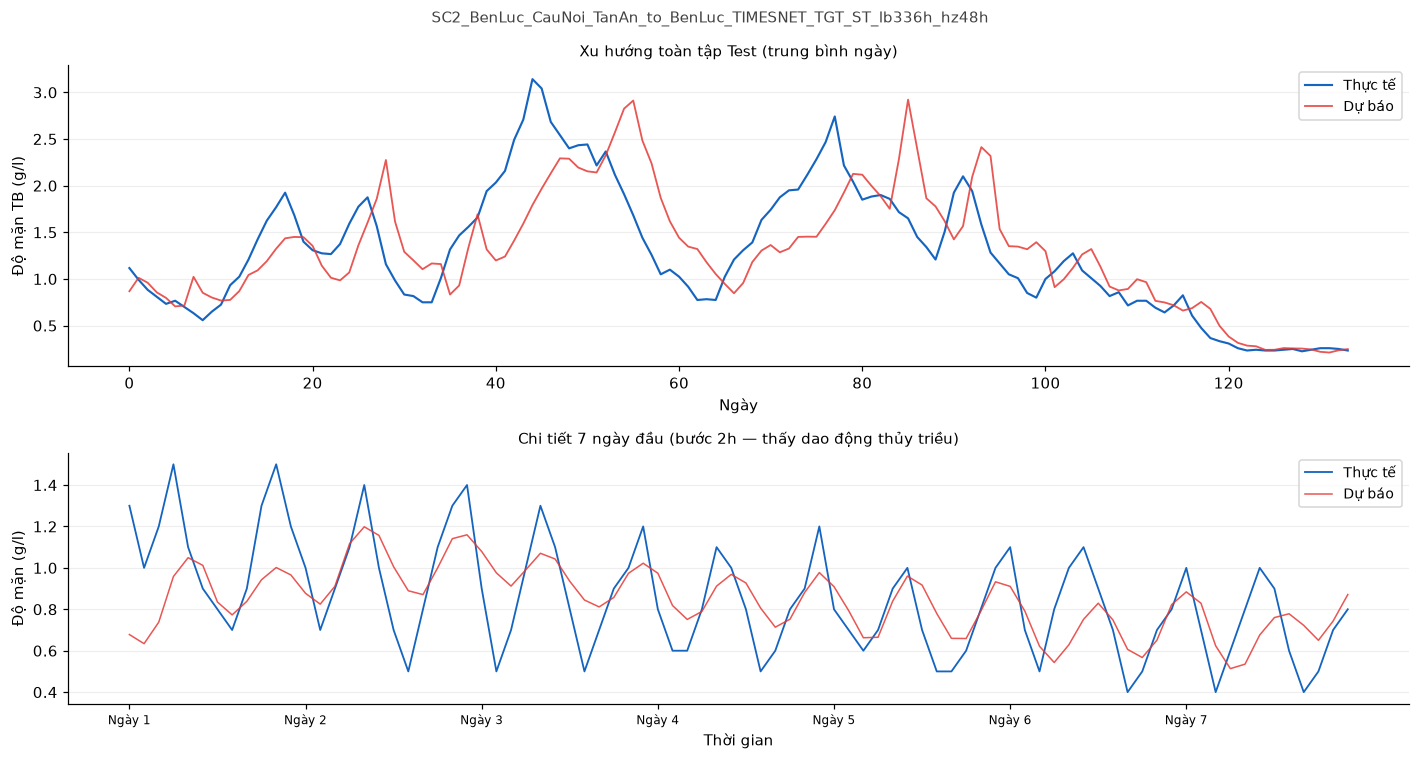 SC2_BenLuc_CauNoi_TanAn_to_BenLuc_TIMESNET_TGT_ST_lb336h_hz48h
Xu hướng toàn tập Test (trung bình ngày)
Độ mặn TB (g/l)
3.0
2.5
2.0
1.5
1.0
0.5
Thực tế
Dự báo
0 20 40 60 80 100 120
Ngày
Chi tiết 7 ngày đầu (bước 2h — thấy dao động thủy triều)
Độ mặn (g/l)
1.4
1.2
1.0
0.8
0.6
0.4
Thực tế
Dự báo
Ngày 1 Ngày 2 Ngày 3 Ngày 4 Ngày 5 Ngày 6 Ngày 7
Thời gian